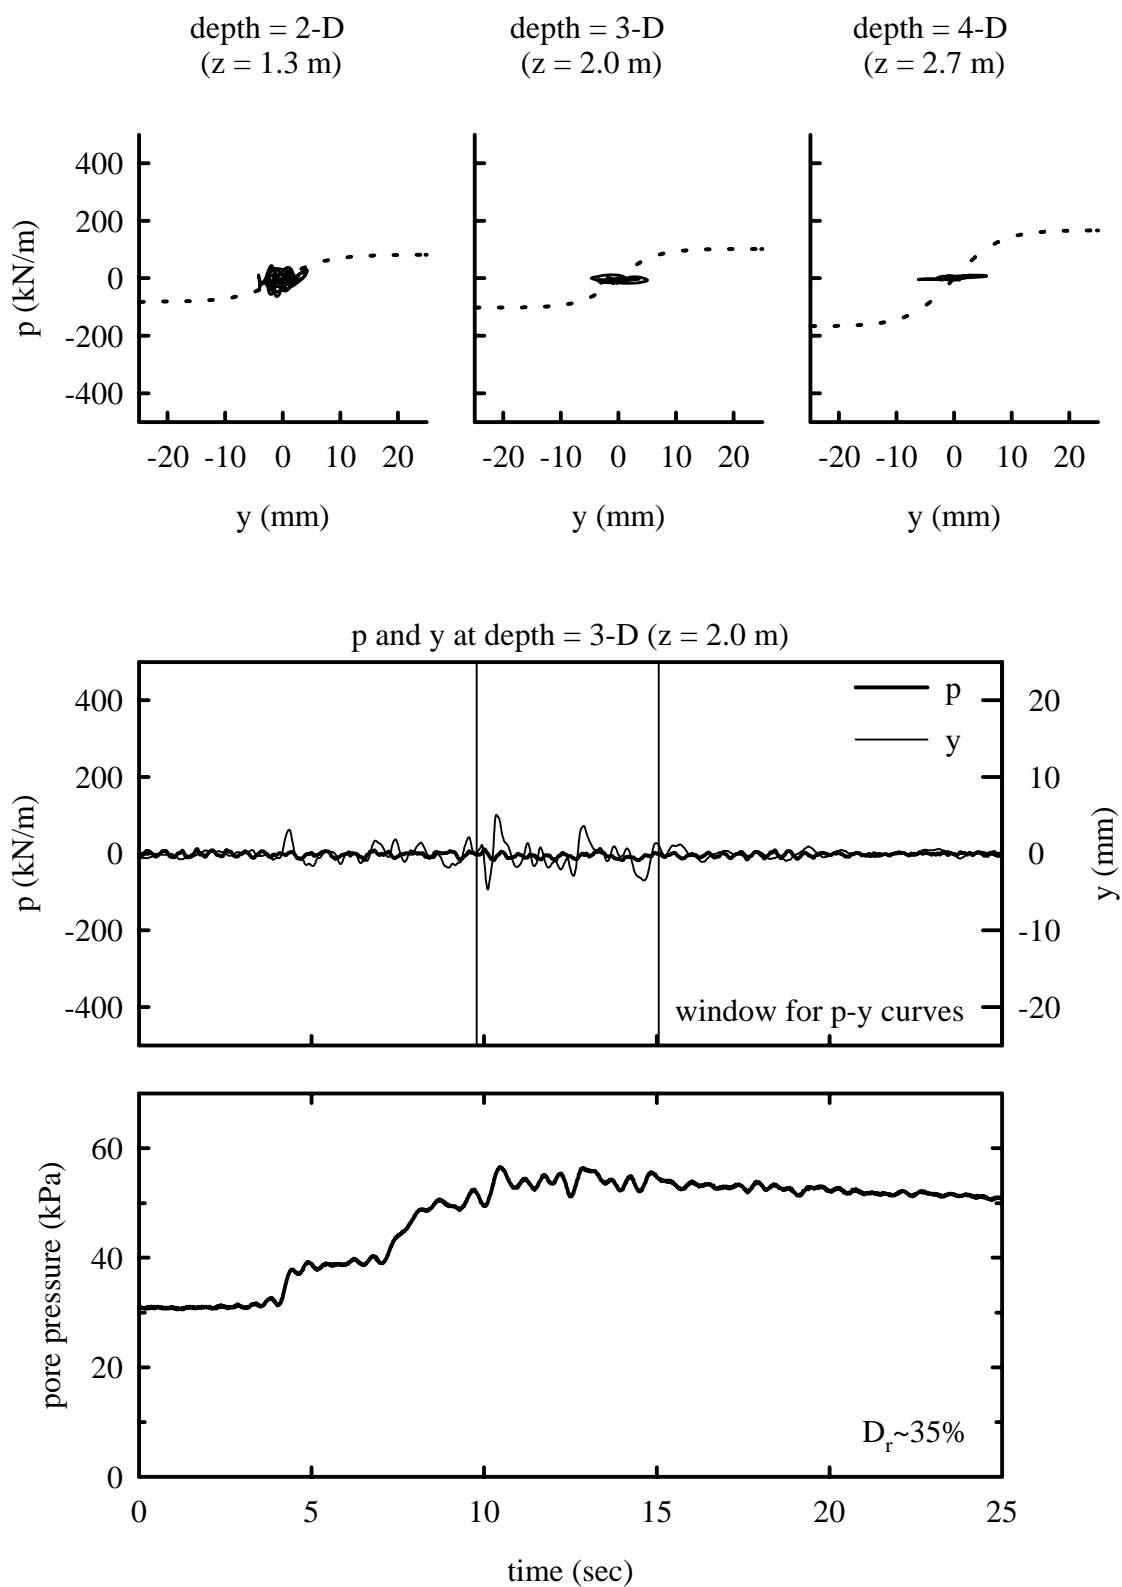 depth = 2-D depth = 3-D depth = 4-D
(z = 1.3 m) (z = 2.0 m) (z = 2.7 m)
400
200
0
-200
-400
p (kN/m)
-20 -10 0 10 20 -20 -10 0 10 20 -20 -10 0 10 20
y (mm) y (mm) y (mm)
p and y at depth = 3-D (z = 2.0 m)
400 p 20
y
200 10
0 0
-200 -10
-400 window for p-y curves -20
p (kN/m)
y (mm)
60
40
20
0
pore pressure (kPa)
Dr~35%
0 5 10 15 20 25
time (sec)